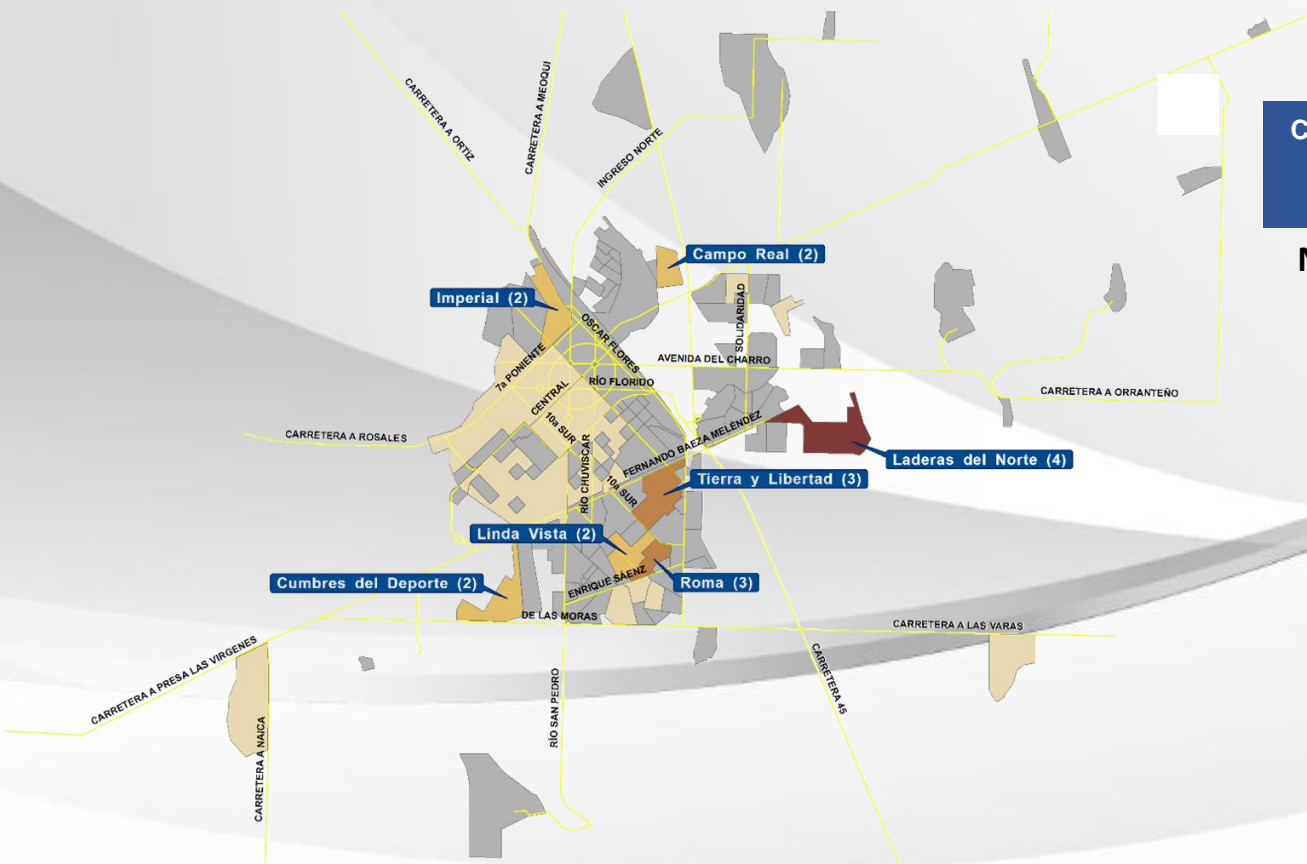 CARRETERA A ORTÍZ
CARRETERA A MEOQUI
INGRESO NORTE
C
N
Campo Real (2)
Imperial (2)
OSCAR FLORES
SOLIDARIDAD
7a PONIENTE
AVENIDA DEL CHARRO
CENTRAL
RÍO FLORIDO
CARRETERA A ORRANTEÑO
10a SUR
CARRETERA A ROSALES
FERNANDO BAEZA MELÉNDEZ
RÍO CHUVISCAR
Laderas del Norte (4)
Tierra y Libertad (3)
10a SUR
Linda Vista (2)
Cumbres del Deporte (2)
ENRIQUE SÁENZ
Roma (3)
DE LAS MORAS
CARRETERA A LAS VARAS
CARRETERA A PRESA LAS VIRGENES
CARRETERA 45
RÍO SAN PEDRO
CARRETERA A NAICA